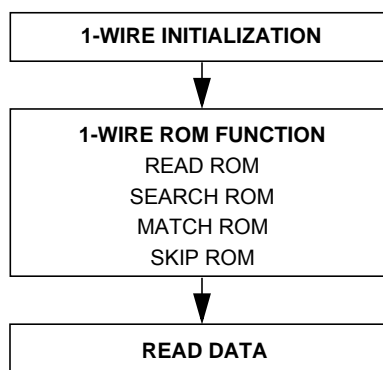 1-WIRE INITIALIZATION
1-WIRE ROM FUNCTION
READ ROM
SEARCH ROM
MATCH ROM
SKIP ROM
READ DATA